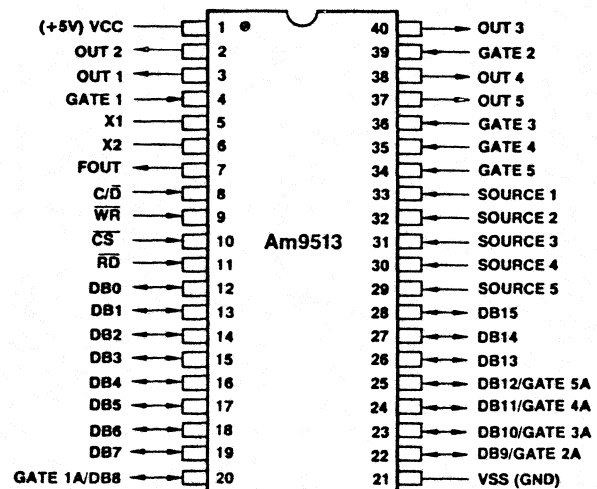 (+5V) VCC 1 40 OUT 3
OUT 2 2 39 GATE 2
OUT 1 3 38 OUT 4
GATE 1 4 37 OUT 5
X1 5 36 GATE 3
X2 6 35 GATE 4
FOUT 7 34 GATE 5
C/D̅ 8 33 SOURCE 1
W̅R̅ 9 32 SOURCE 2
C̅S̅ 10 Am9513 31 SOURCE 3
R̅D̅ 11 30 SOURCE 4
DB0 12 29 SOURCE 5
DB1 13 28 DB15
DB2 14 27 DB14
DB3 15 26 DB13
DB4 16 25 DB12/GATE 5A
DB5 17 24 DB11/GATE 4A
DB6 18 23 DB10/GATE 3A
DB7 19 22 DB9/GATE 2A
GATE 1A/DB8 20 21 VSS (GND)